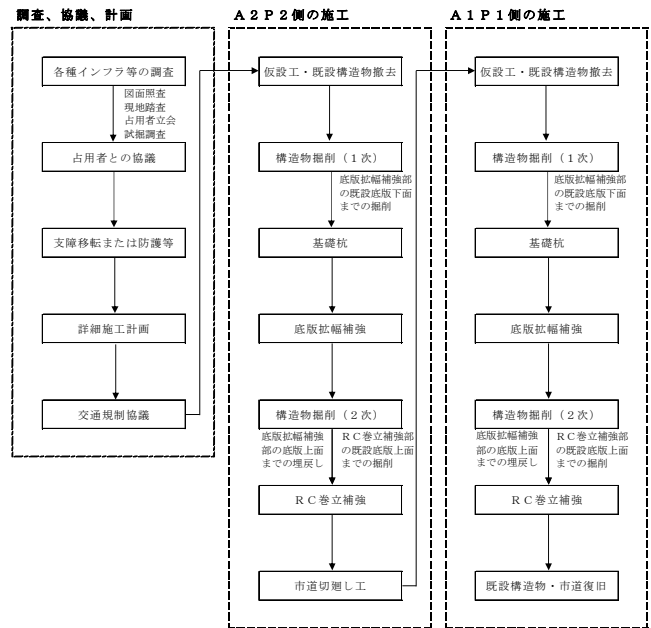 調査、協議、計画
各種インフラ等の調査
図面照査
現地踏査
占用者立会
試掘調査
占用者との協議
支障移転または防護等
詳細施工計画
交通規制協議
Ａ２Ｐ２側の施工
仮設工・既設構造物撤去
構造物掘削（１次）
底版拡幅補強部
の既設底版下面
までの掘削
基礎杭
底版拡幅補強
構造物掘削（２次）
底版拡幅補強
部の底版上面
までの埋戻し
ＲＣ巻立補強部
の既設底版上面
までの掘削
ＲＣ巻立補強
市道切廻し工
Ａ１Ｐ１側の施工
仮設工・既設構造物撤去
構造物掘削（１次）
底版拡幅補強部
の既設底版下面
までの掘削
基礎杭
底版拡幅補強
構造物掘削（２次）
底版拡幅補強
部の底版上面
までの埋戻し
ＲＣ巻立補強部
の既設底版上面
までの掘削
ＲＣ巻立補強
既設構造物・市道復旧